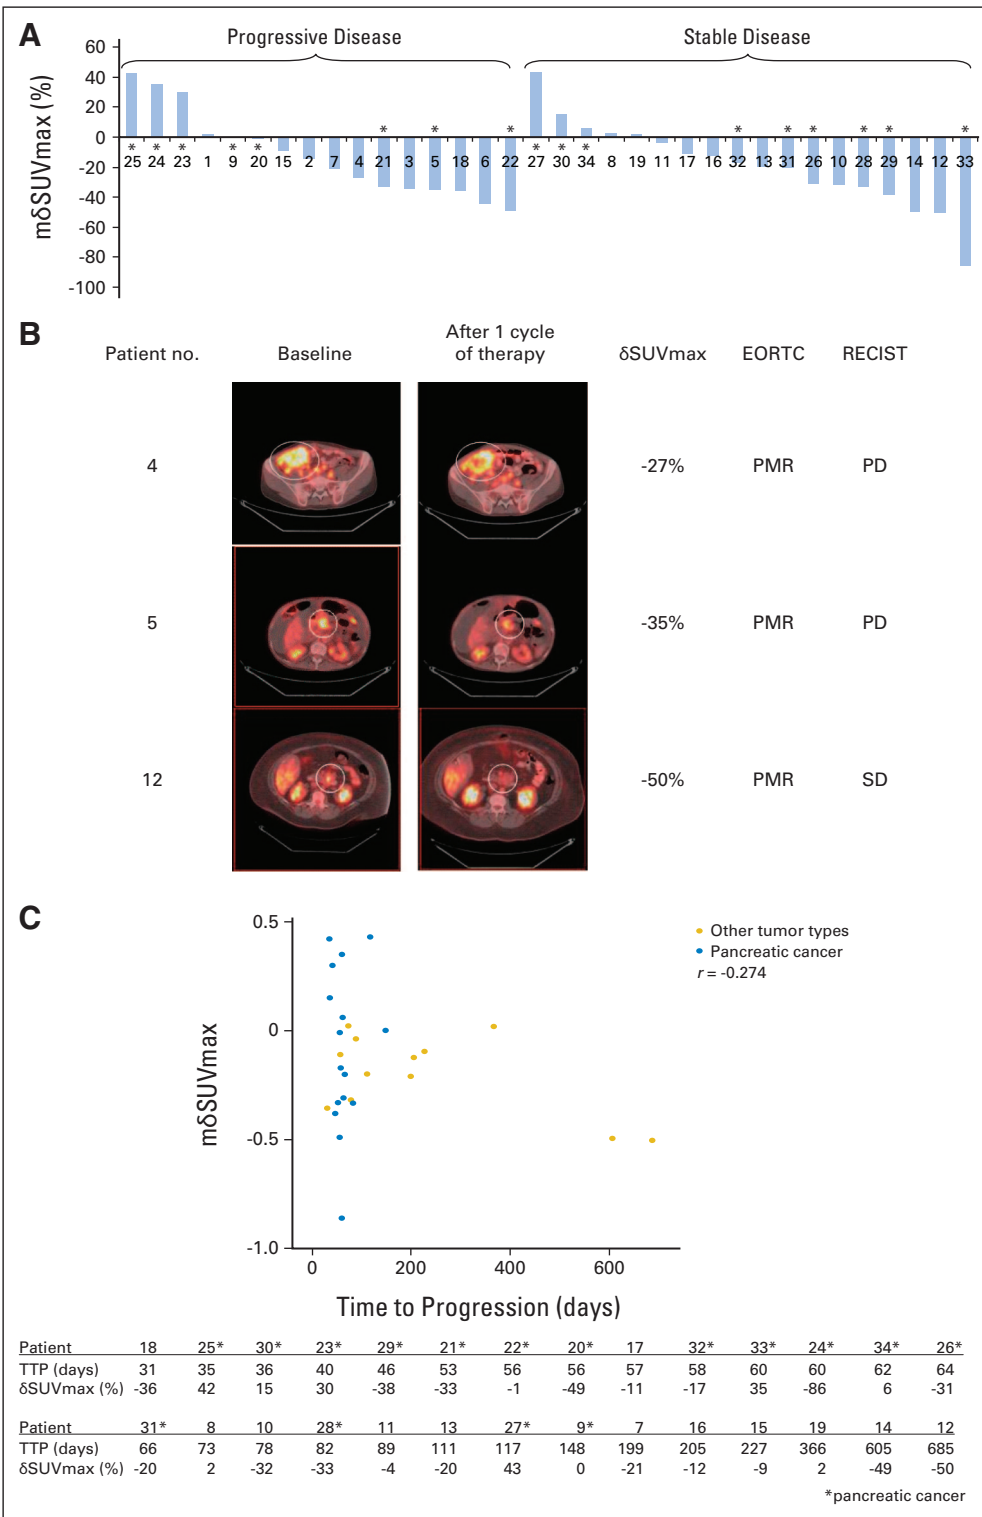 A
Progressive Disease
Stable Disease
mδSUVmax (%)
60
40
20
0
-20
-40
-60
-80
-100
* * * * * * * * * * * * * * * *
25 24 23 1 9 20 15 2 7 4 21 3 5 18 6 22 27 30 34 8 19 11 17 16 32 13 31 26 10 28 29 14 12 33
B
Patient no.
Baseline
After 1 cycle
of therapy
δSUVmax
EORTC
RECIST
4 -27% PMR PD
5 -35% PMR PD
12 -50% PMR SD
C
mδSUVmax
0.5
0
-0.5
-1.0
0 200 400 600
Time to Progression (days)
Other tumor types
Pancreatic cancer
r = -0.274
Patient 18 25* 30* 23* 29* 21* 22* 20* 17 32* 33* 24* 34* 26*
TTP (days) 31 35 36 40 46 53 56 56 57 58 60 60 62 64
δSUVmax (%) -36 42 15 30 -38 -33 -1 -49 -11 -17 35 -86 6 -31
Patient 31* 8 10 28* 11 13 27* 9* 7 16 15 19 14 12
TTP (days) 66 73 78 82 89 111 117 148 199 205 227 366 605 685
δSUVmax (%) -20 2 -32 -33 -4 -20 43 0 -21 -12 -9 2 -49 -50
*pancreatic cancer